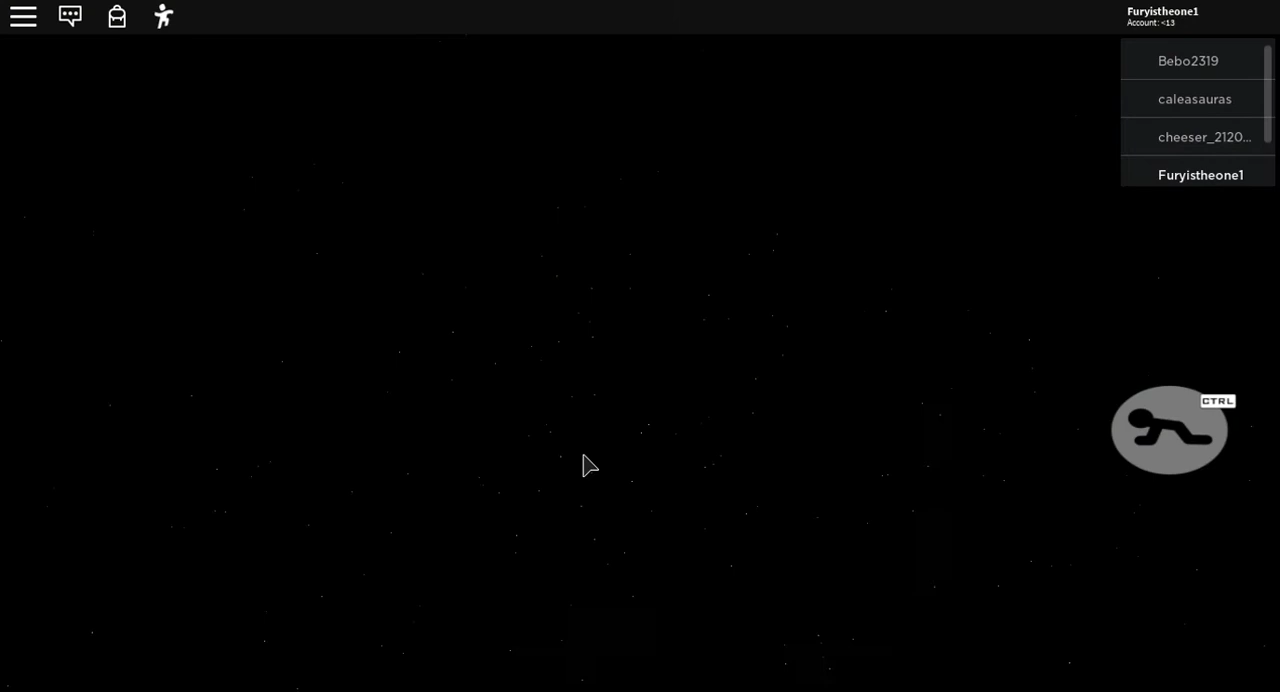 Furyistheone1
Account: <13
Bebo2319
caleasauras
cheeser_2120...
Furyistheone1
CTRL